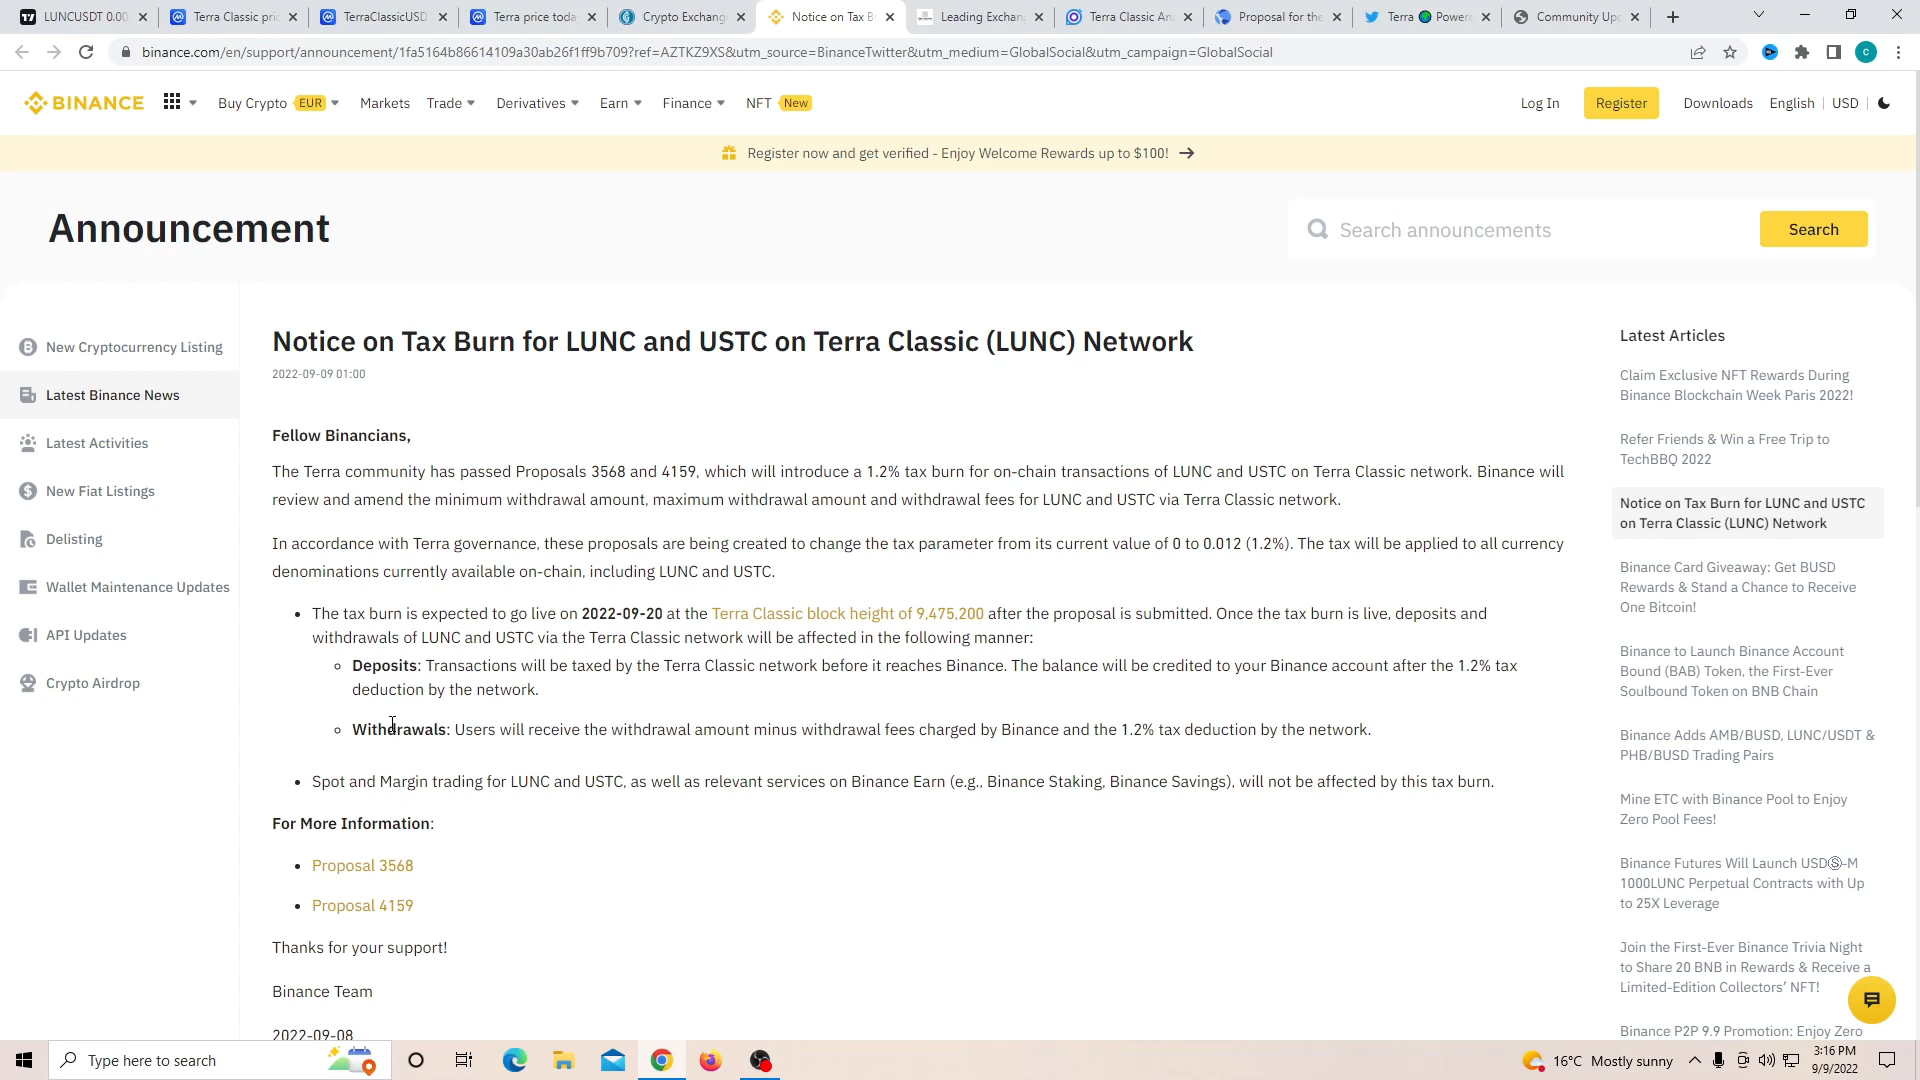 LUNCUSDT 0.00
Terra Classic pric
TerraClassicUSD
Terra price toda
Crypto Exchang
Notice on Tax B
Leading Exchan
Terra Classic An
Proposal for the
Terra 🌍 Powere
Community Upd
binance.com/en/support/announcement/1fa5164b86614109a30ab26f1ff9b709?ref=AZTKZ9XS&utm_source=BinanceTwitter&utm_medium=GlobalSocial&utm_campaign=GlobalSocial
BINANCE
Buy Crypto EUR
Markets
Trade
Derivatives
Earn
Finance
NFT New
Log In
Register
Downloads
English
USD
Register now and get verified - Enjoy Welcome Rewards up to $100!
Announcement
Search announcements
Search
New Cryptocurrency Listing
Latest Binance News
Latest Activities
New Fiat Listings
Delisting
Wallet Maintenance Updates
API Updates
Crypto Airdrop
Notice on Tax Burn for LUNC and USTC on Terra Classic (LUNC) Network
2022-09-09 01:00
Fellow Binancians,
The Terra community has passed Proposals 3568 and 4159, which will introduce a 1.2% tax burn for on-chain transactions of LUNC and USTC on Terra Classic network. Binance will
review and amend the minimum withdrawal amount, maximum withdrawal amount and withdrawal fees for LUNC and USTC via Terra Classic network.
In accordance with Terra governance, these proposals are being created to change the tax parameter from its current value of 0 to 0.012 (1.2%). The tax will be applied to all currency
denominations currently available on-chain, including LUNC and USTC.
• The tax burn is expected to go live on 2022-09-20 at the Terra Classic block height of 9,475,200 after the proposal is submitted. Once the tax burn is live, deposits and
withdrawals of LUNC and USTC via the Terra Classic network will be affected in the following manner:
◦ Deposits: Transactions will be taxed by the Terra Classic network before it reaches Binance. The balance will be credited to your Binance account after the 1.2% tax
deduction by the network.
◦ Withdrawals: Users will receive the withdrawal amount minus withdrawal fees charged by Binance and the 1.2% tax deduction by the network.
• Spot and Margin trading for LUNC and USTC, as well as relevant services on Binance Earn (e.g., Binance Staking, Binance Savings), will not be affected by this tax burn.
For More Information:
• Proposal 3568
• Proposal 4159
Thanks for your support!
Binance Team
2022-09-08
Latest Articles
Claim Exclusive NFT Rewards During
Binance Blockchain Week Paris 2022!
Refer Friends & Win a Free Trip to
TechBBQ 2022
Notice on Tax Burn for LUNC and USTC
on Terra Classic (LUNC) Network
Binance Card Giveaway: Get BUSD
Rewards & Stand a Chance to Receive
One Bitcoin!
Binance to Launch Binance Account
Bound (BAB) Token, the First-Ever
Soulbound Token on BNB Chain
Binance Adds AMB/BUSD, LUNC/USDT &
PHB/BUSD Trading Pairs
Mine ETC with Binance Pool to Enjoy
Zero Pool Fees!
Binance Futures Will Launch USDⓈ-M
1000LUNC Perpetual Contracts with Up
to 25X Leverage
Join the First-Ever Binance Trivia Night
to Share 20 BNB in Rewards & Receive a
Limited-Edition Collectors' NFT!
Binance P2P 9.9 Promotion: Enjoy Zero
Type here to search
16°C Mostly sunny
3:16 PM
9/9/2022